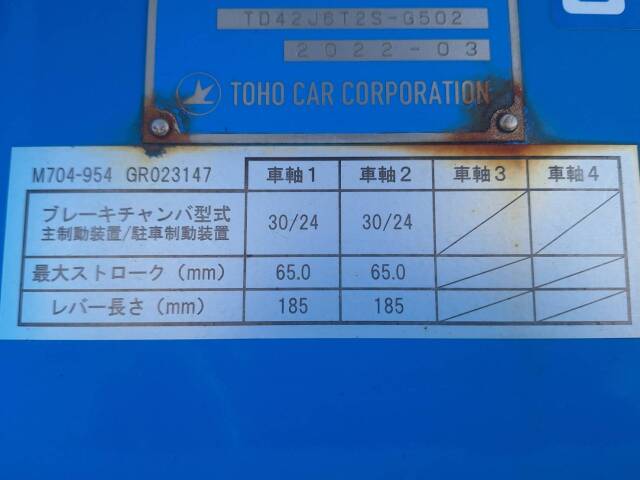 TD42J6T2S-G502
2022-03
TOHO CAR CORPORATION
M704-954 GR023147 車軸1 車軸2 車軸3 車軸4
ブレーキチャンバ型式
主制動装置/駐車制動装置 30/24 30/24
最大ストローク(mm) 65.0 65.0
レバー長さ(mm) 185 185